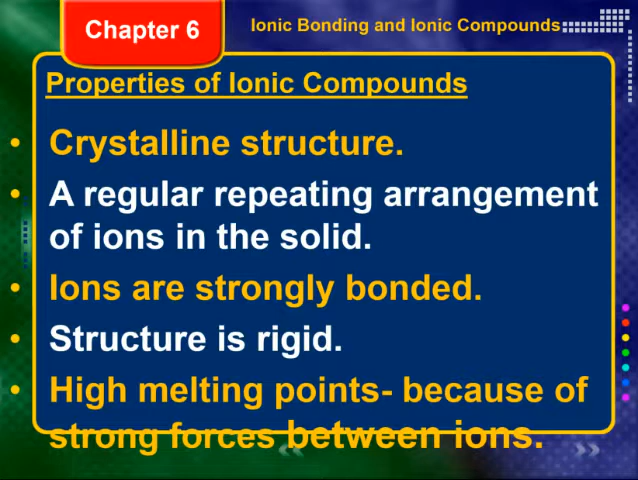 Chapter 6
Ionic Bonding and Ionic Compounds
Properties of Ionic Compounds
• Crystalline structure.
• A regular repeating arrangement
of ions in the solid.
• Ions are strongly bonded.
• Structure is rigid.
• High melting points- because of
strong forces between ions.